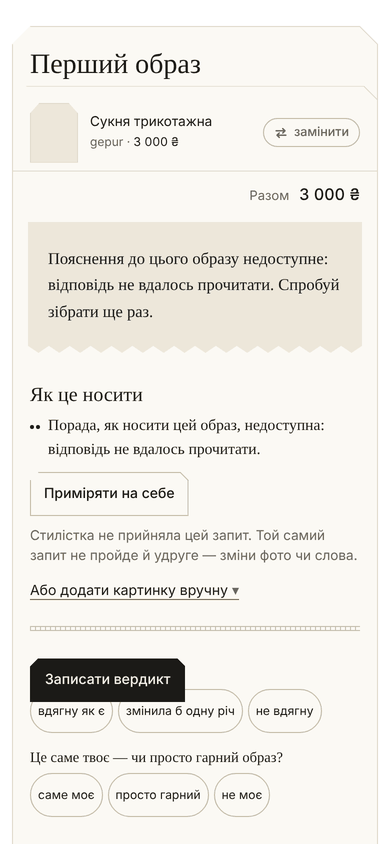 Перший образ
Сукня трикотажна
gepur · 3 000 ₴
замінити
Разом 3 000 ₴
Пояснення до цього образу недоступне:
відповідь не вдалось прочитати. Спробуй
зібрати ще раз.
Як це носити
Порада, як носити цей образ, недоступна:
відповідь не вдалось прочитати.
Приміряти на себе
Стилістка не прийняла цей запит. Той самий
запит не пройде й удруге — зміни фото чи слова.
Або додати картинку вручну ▾
Записати вердикт
вдягну як є змінила б одну річ не вдягну
Це саме твоє — чи просто гарний образ?
саме моє просто гарний не моє